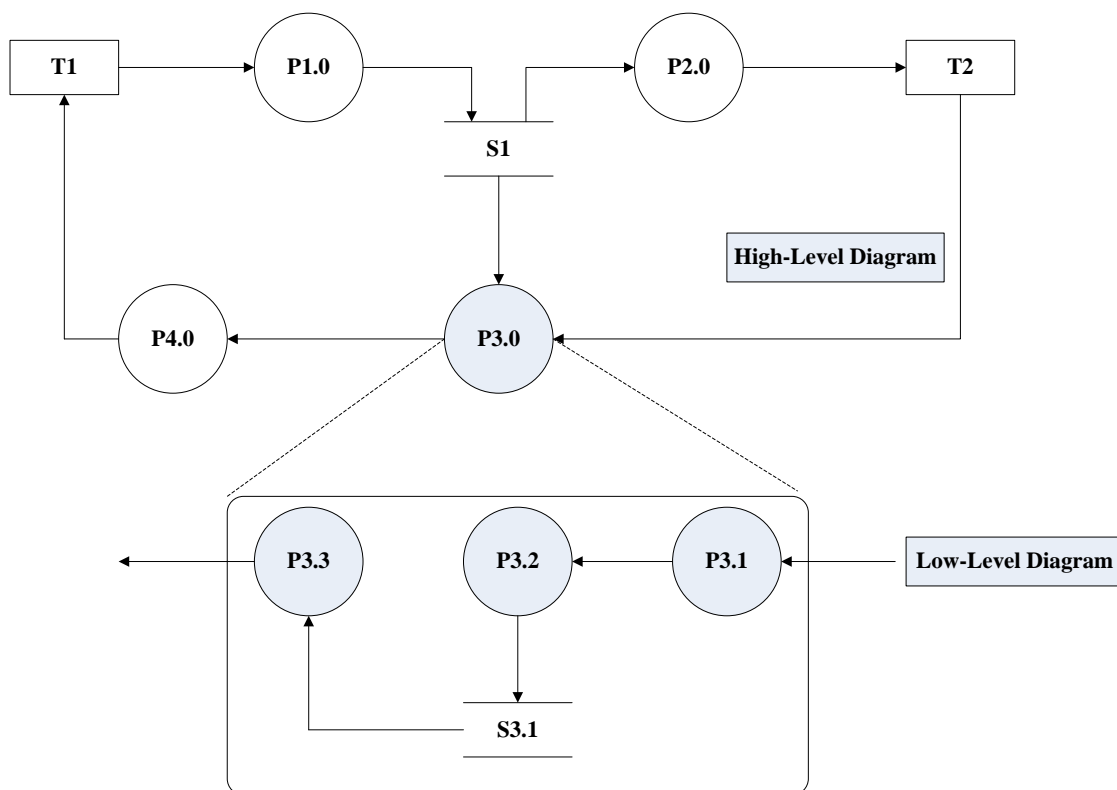 T1
P1.0
P2.0
T2
S1
High-Level Diagram
P4.0
P3.0
P3.3
P3.2
P3.1
Low-Level Diagram
S3.1